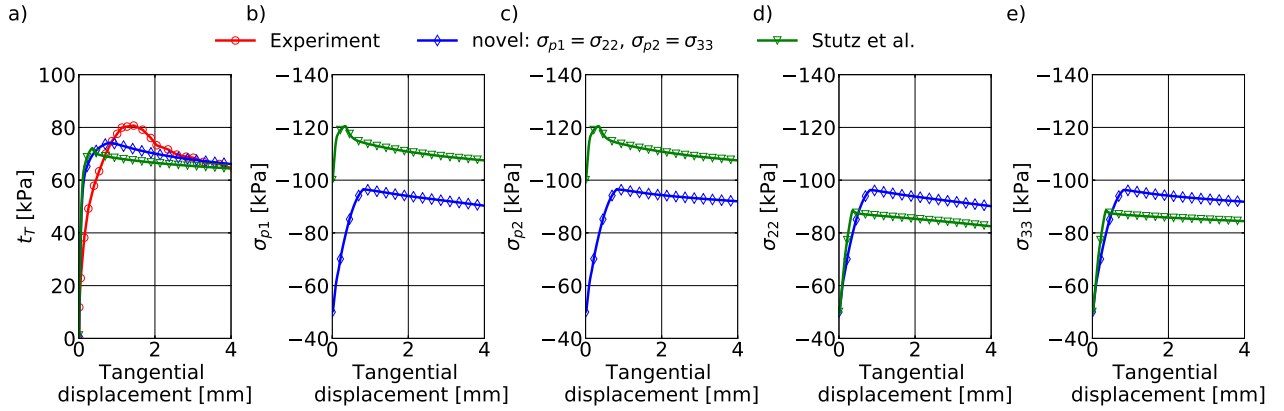 a) b) c) d) e)
Experiment novel: σp1 = σ22, σp2 = σ33 Stutz et al.
tT [kPa]
100
80
60
40
20
0
0 2 4
Tangential
displacement [mm]
σp1 [kPa]
−140
−120
−100
−80
−60
−40
0 2 4
Tangential
displacement [mm]
σp2 [kPa]
−140
−120
−100
−80
−60
−40
0 2 4
Tangential
displacement [mm]
σ22 [kPa]
−140
−120
−100
−80
−60
−40
0 2 4
Tangential
displacement [mm]
σ33 [kPa]
−140
−120
−100
−80
−60
−40
0 2 4
Tangential
displacement [mm]